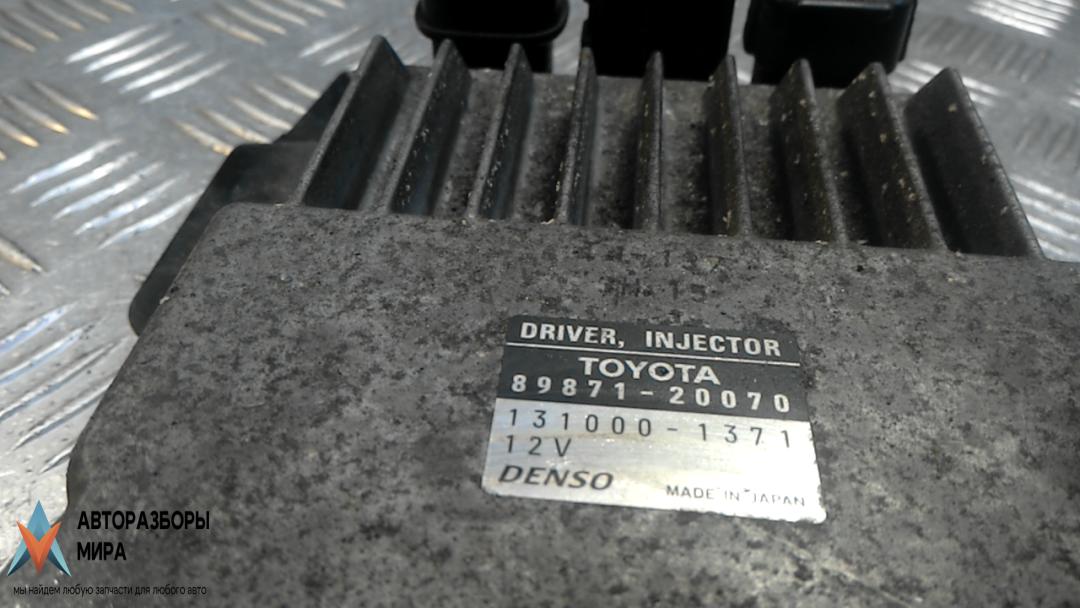 DRIVER, INJECTOR
TOYOTA
89871-20070
131000-1371
12V
DENSO
MADE IN JAPAN
АВТОРАЗБОРЫ
МИРА
мы найдем любую запчасти для любого авто